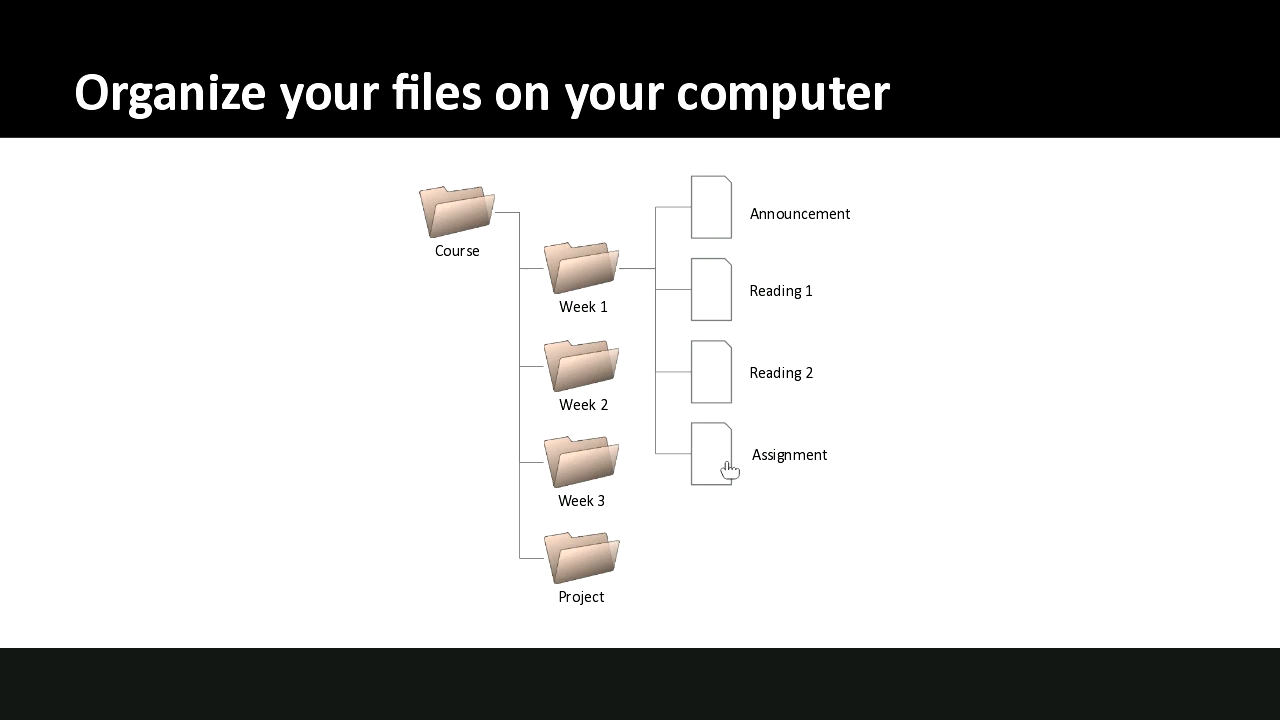 Organize your files on your computer
Course
Week 1
Week 2
Week 3
Project
Announcement
Reading 1
Reading 2
Assignment